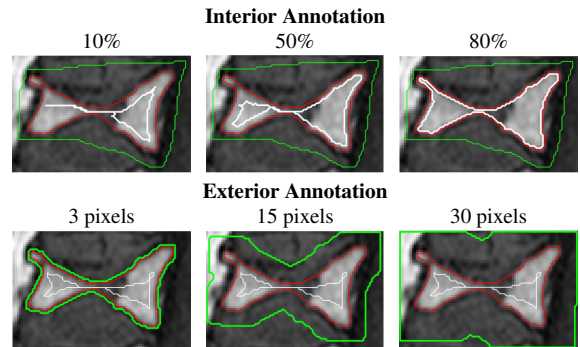 Interior Annotation
10% 50% 80%
Exterior Annotation
3 pixels 15 pixels 30 pixels